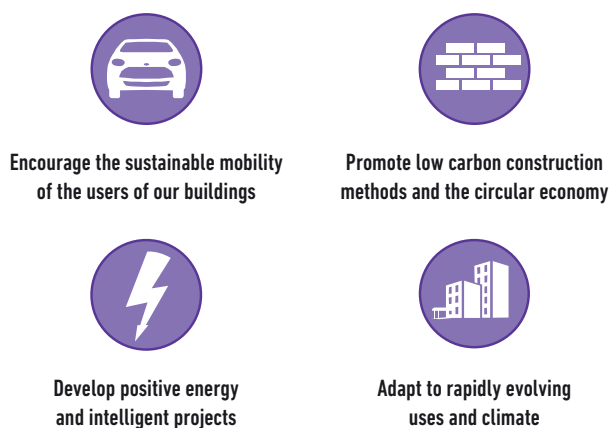 Encourage the sustainable mobility
of the users of our buildings
Promote low carbon construction
methods and the circular economy
Develop positive energy
and intelligent projects
Adapt to rapidly evolving
uses and climate